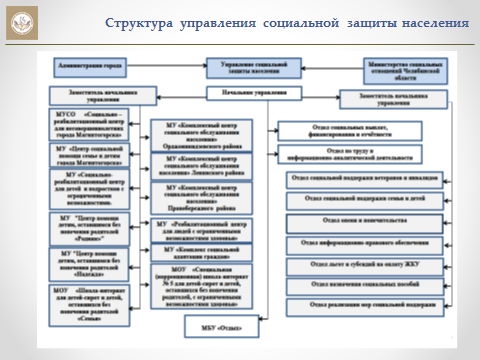 Структура управления социальной защиты населения
Администрация города
Управление социальной
защиты населения
Министерство социальных
отношений Челябинской
области
Заместитель начальника
управления
Начальник управления
Заместитель начальника
управления
МУСО «Социально –
реабилитационный центр
для несовершеннолетних
города Магнитогорска»
МУ «Центр социальной
помощи семье и детям
города Магнитогорска»
МУ «Социально-
реабилитационный центр
для детей и подростков с
ограниченными
возможностями»
МУ "Центр помощи
детям, оставшимся без
попечения родителей
«Родник»"
МУ "Центр помощи
детям, оставшимся без
попечения родителей
«Надежда»
МОУ «Школа-интернат
для детей-сирот и детей,
оставшихся без
попечения родителей
«Семья»
МУ «Комплексный центр
социального обслуживания
населения»
Орджоникидзевского района
МУ «Комплексный центр
социального обслуживания
населения» Ленинского района
МУ «Комплексный центр
социального обслуживания
населения»
Правобережного района
МУ «Реабилитационный центр
для людей с ограниченными
возможностями здоровья»
МУ «Комплекс социальной
адаптации граждан»
МОУ «Специальная
(коррекционная) школа-интернат
№ 5 для детей-сирот и детей,
оставшихся без попечения
родителей, с ограниченными
возможностями здоровья»
МБУ «Отдых»
Отдел социальных выплат,
финансирования и отчётности
Отдел по труду и
информационно-аналитической деятельности
Отдел социальной поддержки ветеранов и инвалидов
Отдел социальной поддержки семьи и детей
Отдел опеки и попечительства
Отдел информационно-правового обеспечения
Отдел льгот и субсидий на оплату ЖКУ
Отдел назначения социальных пособий
Отдел реализации мер социальной поддержки